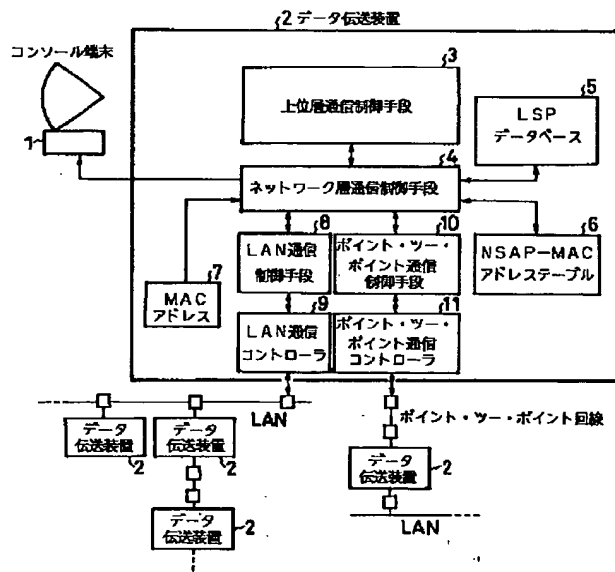 2 データ伝送装置
コンソール端末
1
3
上位層通信制御手段
5
LSP
データベース
4
ネットワーク層通信制御手段
6
NSAP-MAC
アドレステーブル
7
MAC
アドレス
8
LAN通信
制御手段
10
ポイント・ツー・
ポイント通信
制御手段
9
LAN通信
コントローラ
11
ポイント・ツー・
ポイント通信
コントローラ
LAN
ポイント・ツー・ポイント回線
データ
伝送装置
2
データ
伝送装置
2
データ
伝送装置
2
データ
伝送装置
2
LAN